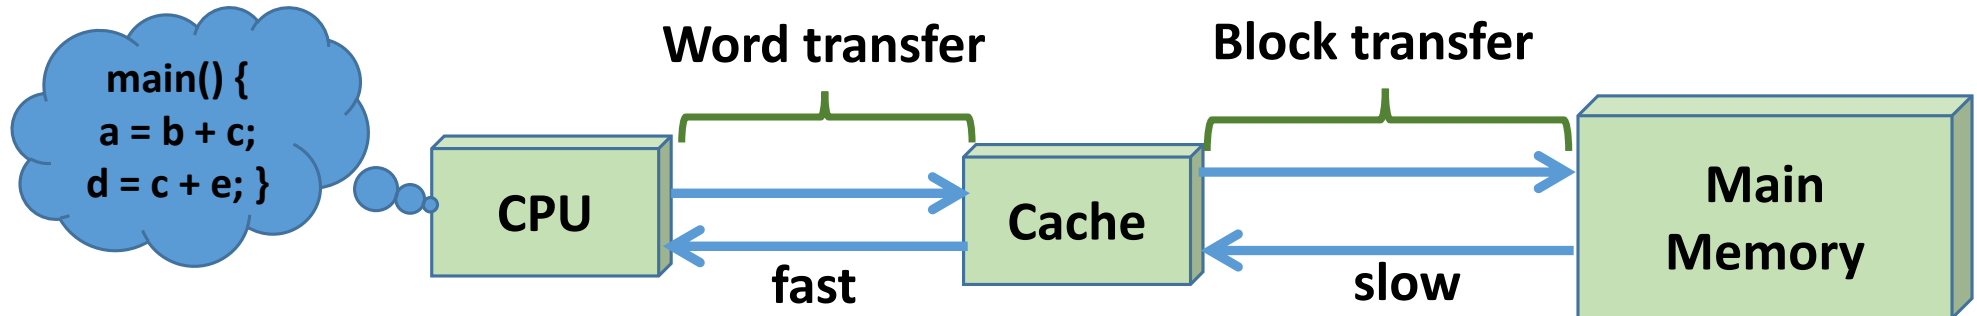 main() {
a = b + c;
d = c + e; }
Word transfer
Block transfer
CPU
Cache
Main
Memory
fast
slow